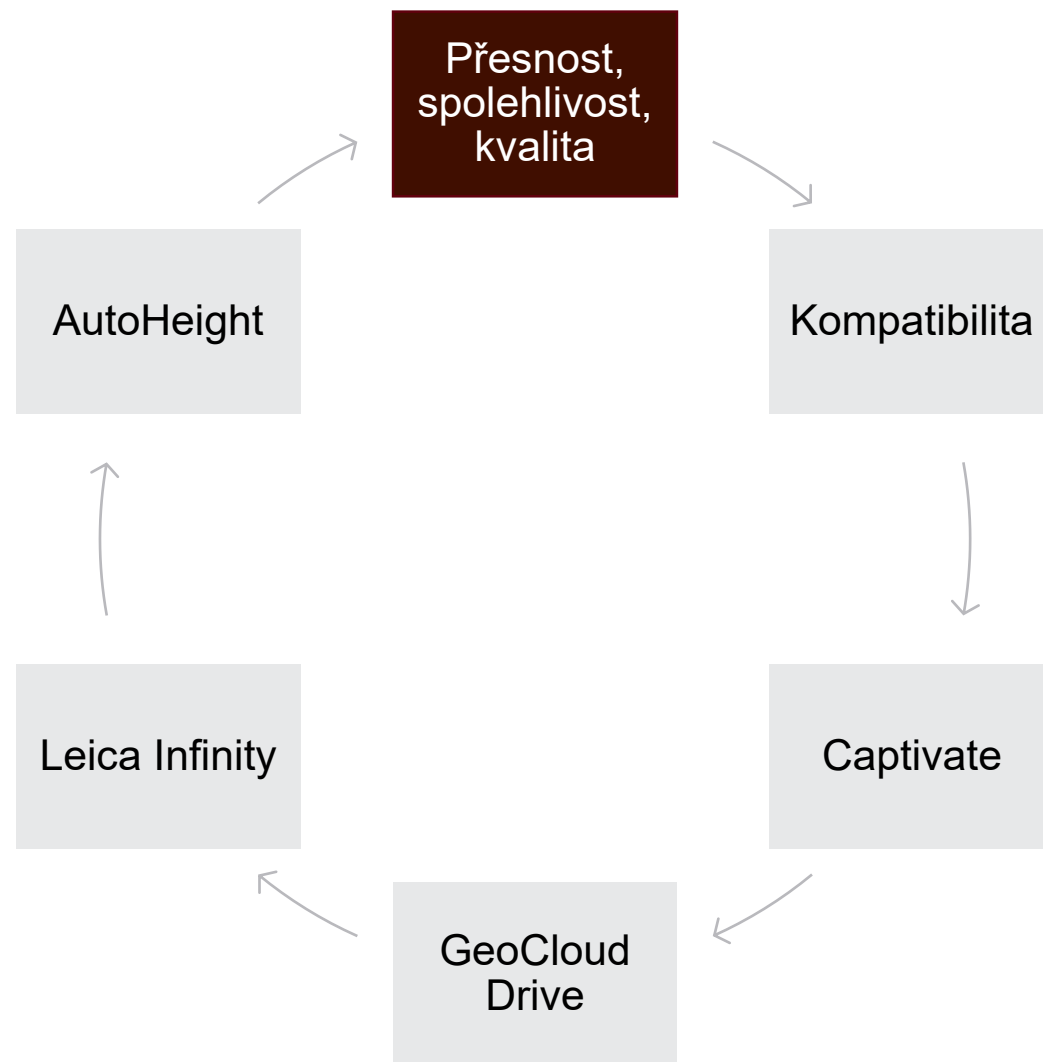 Přesnost,
spolehlivost,
kvalita
Kompatibilita
Captivate
GeoCloud
Drive
Leica Infinity
AutoHeight